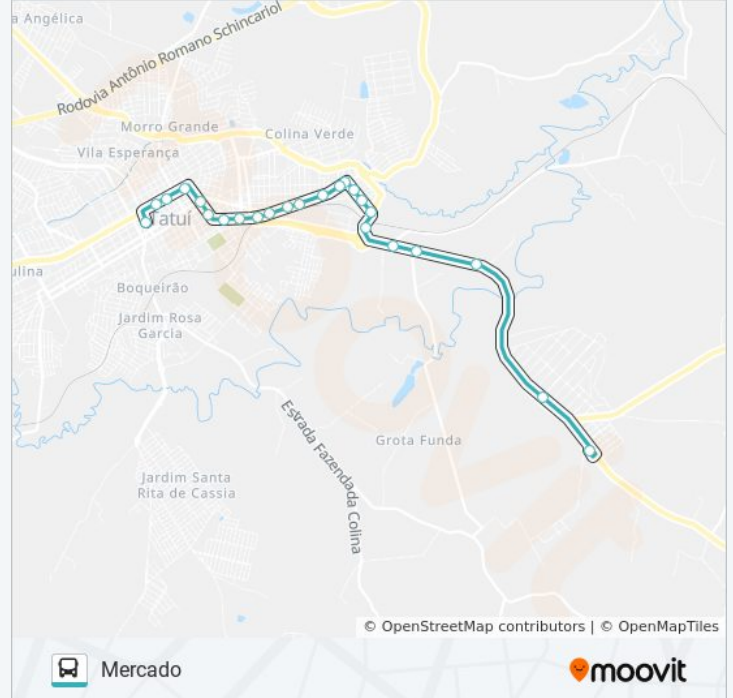 a Angélica
Rodovia Antônio Romano Schincariol
Morro Grande
Colina Verde
Vila Esperança
Tatuí
ulina
Boqueirão
Jardim Rosa
Garcia
Estrada Fazendada Colina
Grota Funda
Jardim Santa
Rita de Cassia
© OpenStreetMap contributors | © OpenMapTiles
Mercado
moovit